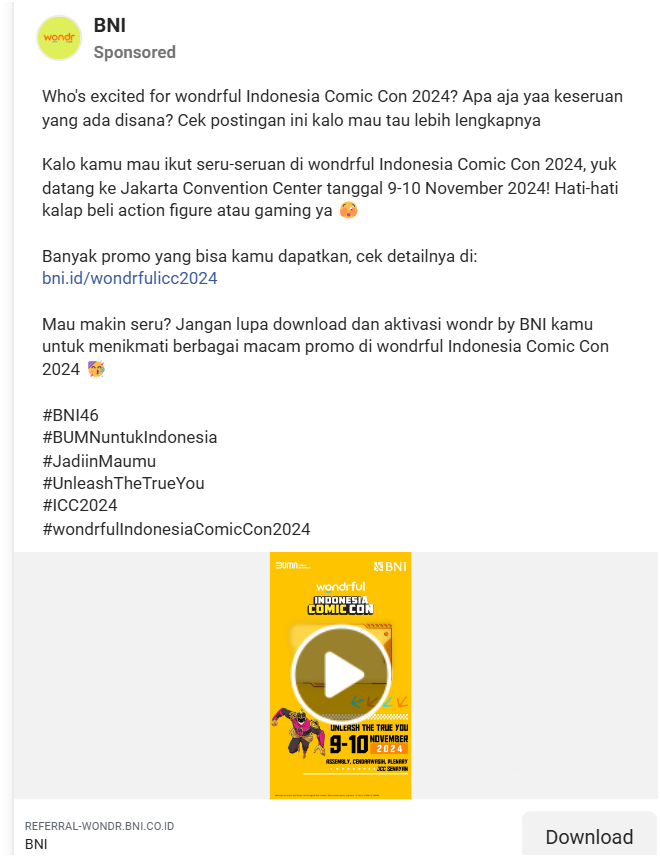 wondr
BNI
Sponsored
Who's excited for wondrful Indonesia Comic Con 2024? Apa aja yaa keseruan
yang ada disana? Cek postingan ini kalo mau tau lebih lengkapnya
Kalo kamu mau ikut seru-seruan di wondrful Indonesia Comic Con 2024, yuk
datang ke Jakarta Convention Center tanggal 9-10 November 2024! Hati-hati
kalap beli action figure atau gaming ya
Banyak promo yang bisa kamu dapatkan, cek detailnya di:
bni.id/wondrfulicc2024
Mau makin seru? Jangan lupa download dan aktivasi wondr by BNI kamu
untuk menikmati berbagai macam promo di wondrful Indonesia Comic Con
2024
#BNI46
#BUMNuntukIndonesia
#JadiinMaumu
#UnleashTheTrueYou
#ICC2024
#wondrfulIndonesiaComicCon2024
BUMN
BNI
wondrful
INDONESIA
COMIC CON
UNLEASH THE TRUE YOU
9-10 NOVEMBER
2024
ASSEMBLY, CENDRAWASIH, PLENARY
JCC SENAYAN
REFERRAL-WONDR.BNI.CO.ID
BNI
Download